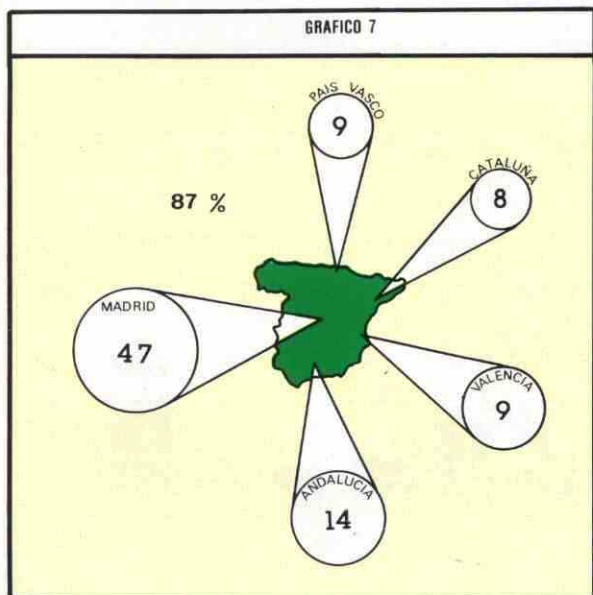 GRAFICO 7
PAIS VASCO
9
CATALUÑA
8
87 %
MADRID
47
VALENCIA
9
ANDALUCIA
14